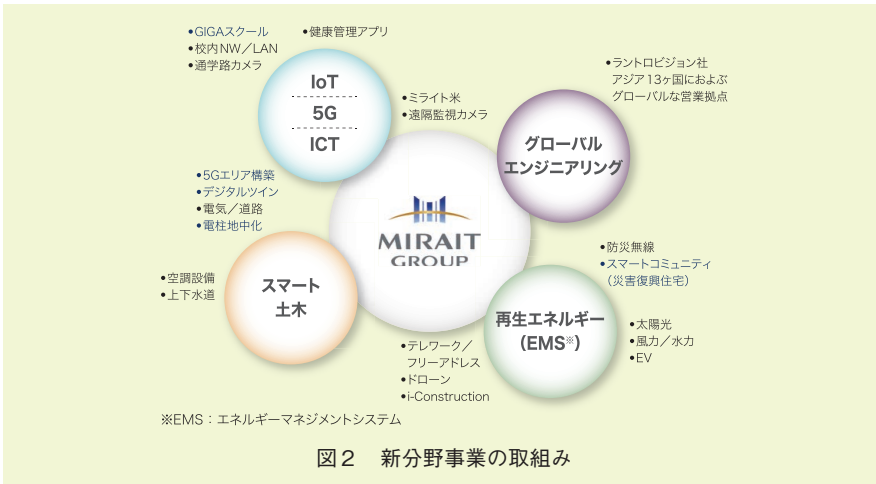 •GIGAスクール
•校内NW／LAN
•通学路カメラ
•健康管理アプリ
IoT
5G
ICT
•ミライト米
•遠隔監視カメラ
•ラントロビジョン社
アジア13ヶ国におよぶ
グローバルな営業拠点
グローバル
エンジニアリング
•5Gエリア構築
•デジタルツイン
•電気／道路
•電柱地中化
MIRAIT
GROUP
•空調設備
•上下水道
スマート
土木
•防災無線
•スマートコミュニティ
（災害復興住宅）
再生エネルギー
（EMS※）
•太陽光
•風力／水力
•EV
•テレワーク／
フリーアドレス
•ドローン
•i-Construction
※EMS：エネルギーマネジメントシステム
図２　新分野事業の取組み